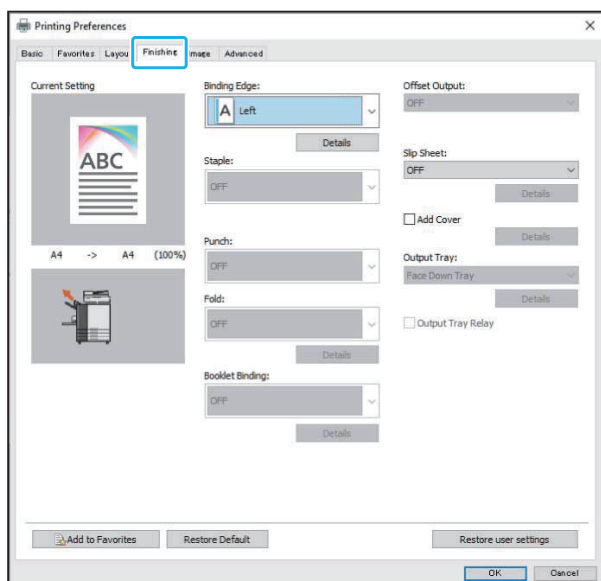 Printing Preferences
Basic Favorites Layou Finishing mage Advanced
Current Setting
ABC
A4 -> A4 (100%)
Binding Edge:
A Left
Details
Staple:
OFF
Punch:
OFF
Fold:
OFF
Details
Booklet Binding:
OFF
Details
Offset Output:
OFF
Slip Sheet:
OFF
Details
Add Cover
Details
Output Tray:
Face Down Tray
Details
Output Tray Relay
Add to Favorites Restore Default Restore user settings
OK Cancel